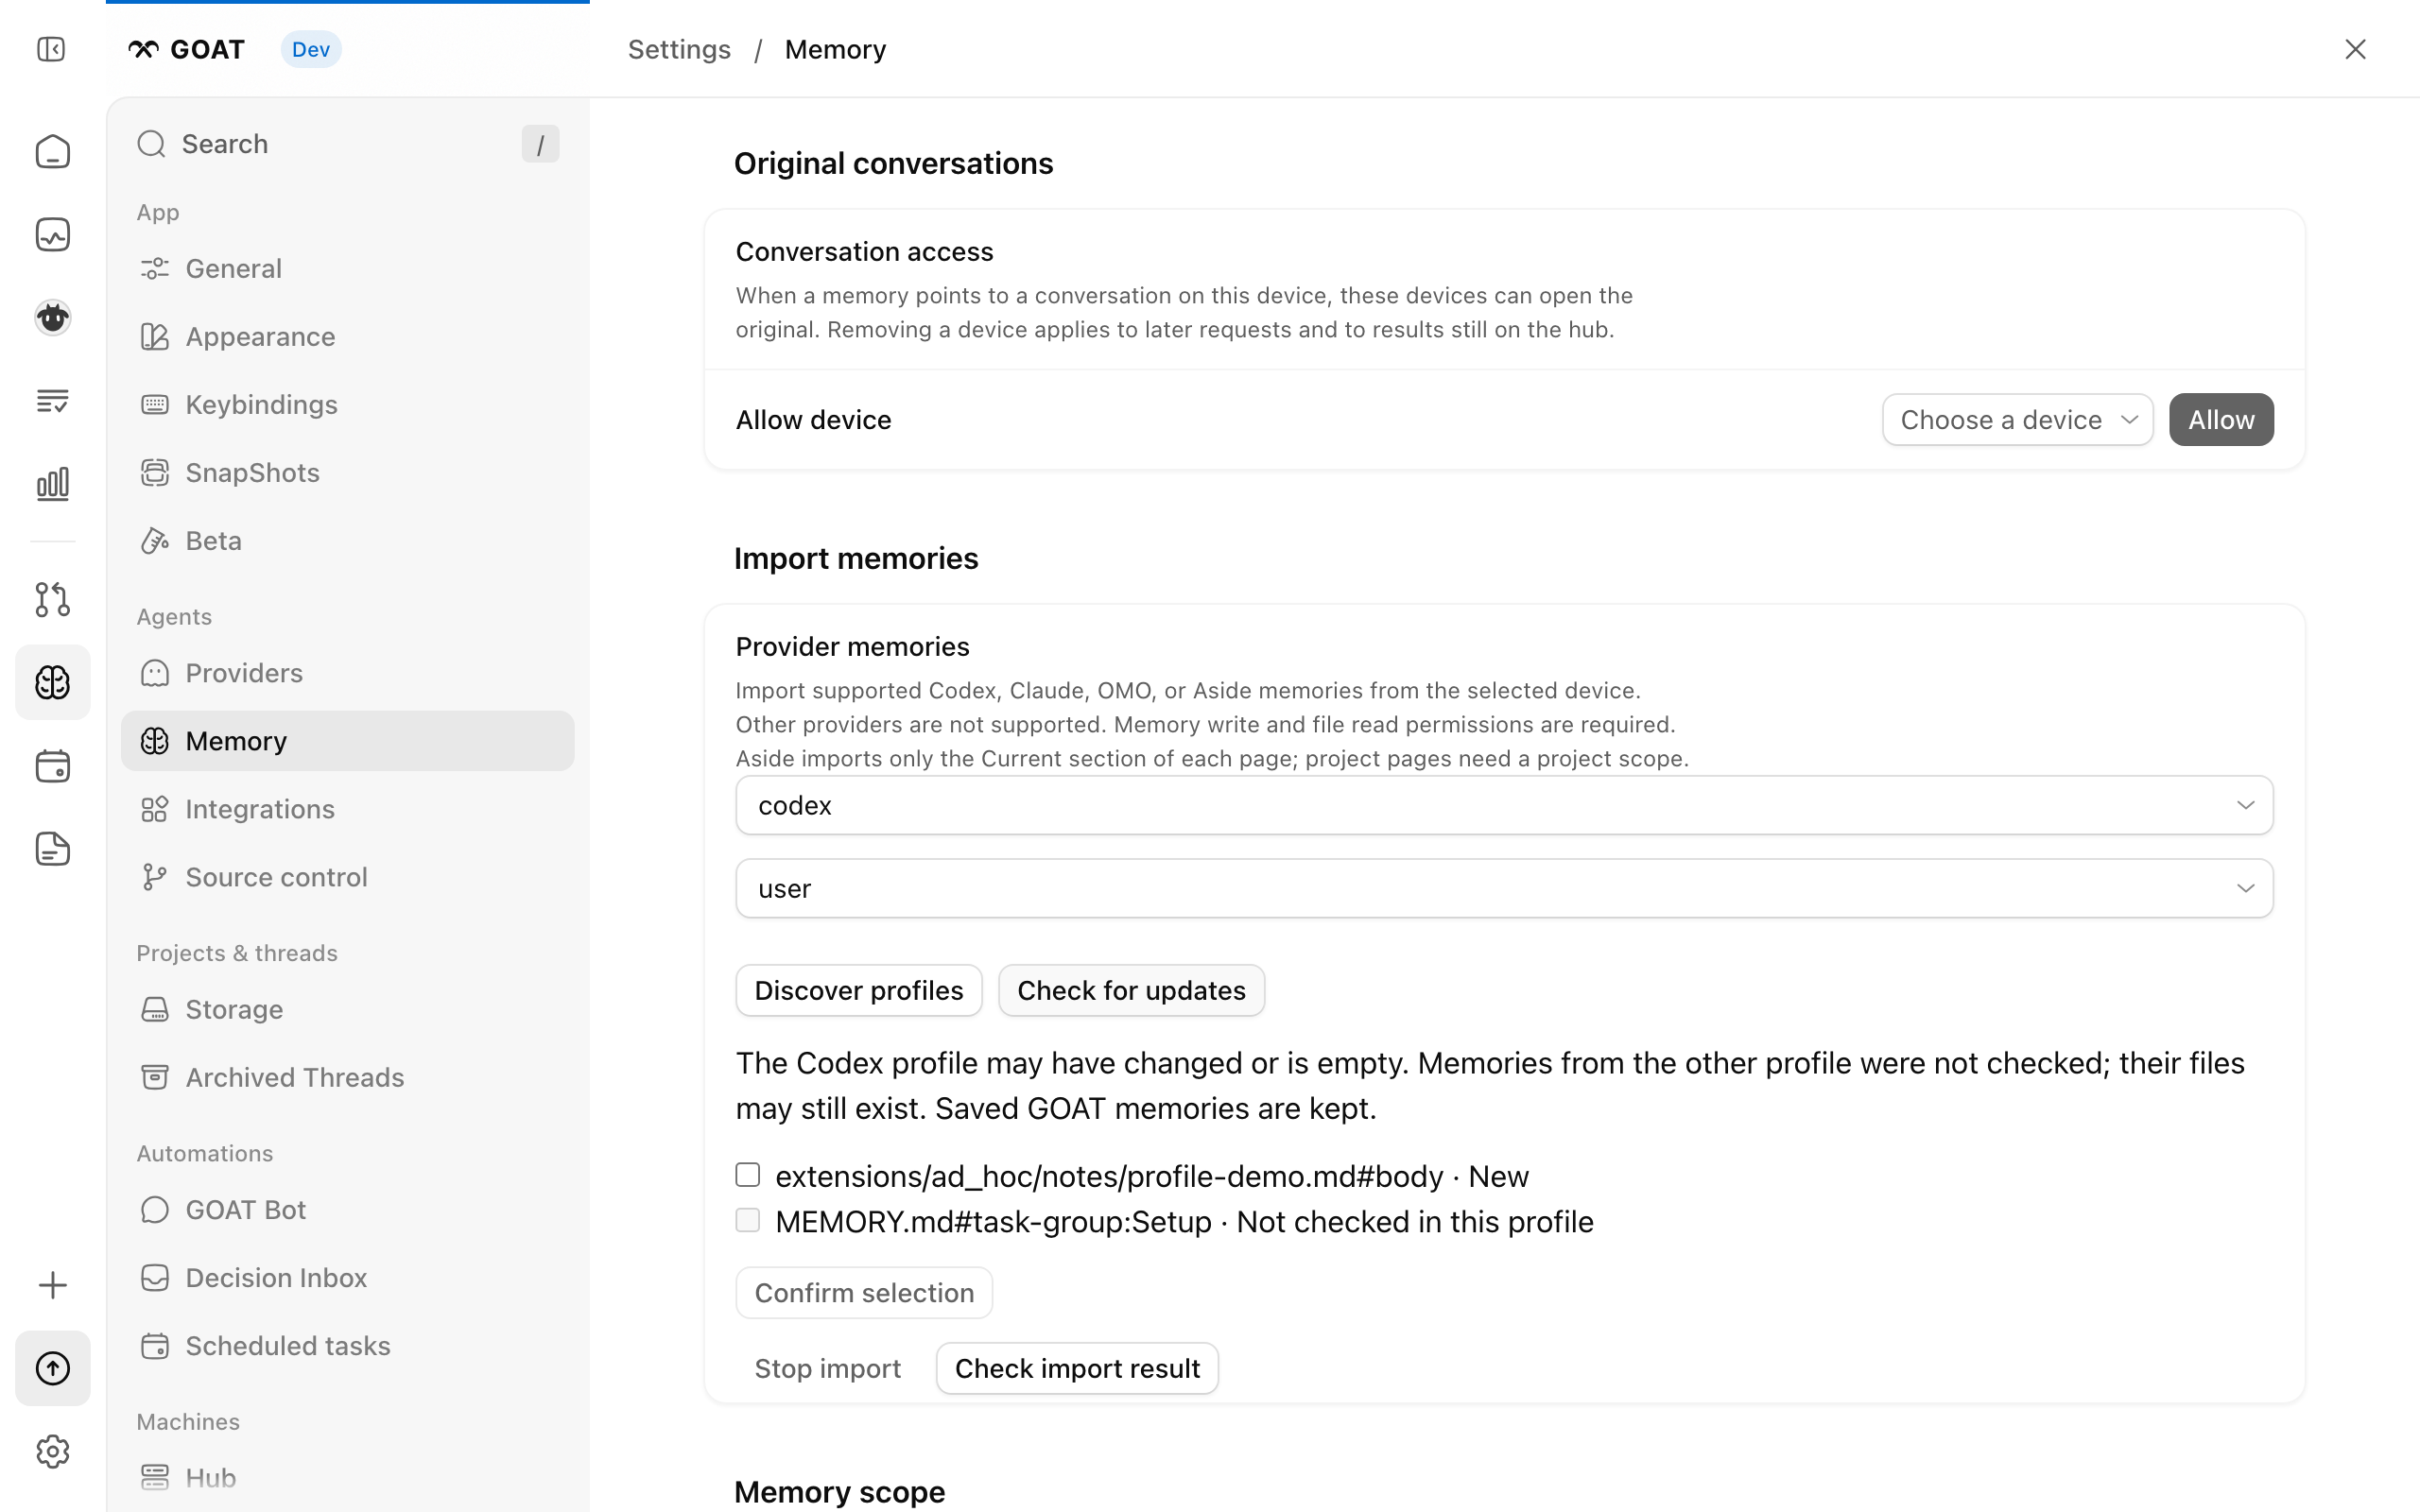 GOAT
Dev
Settings / Memory
Search
/
App
General
Appearance
Keybindings
SnapShots
Beta
Agents
Providers
Memory
Integrations
Source control
Projects & threads
Storage
Archived Threads
Automations
GOAT Bot
Decision Inbox
Scheduled tasks
Machines
Hub
Original conversations
Conversation access
When a memory points to a conversation on this device, these devices can open the
original. Removing a device applies to later requests and to results still on the hub.
Allow device
Choose a device
Allow
Import memories
Provider memories
Import supported Codex, Claude, OMO, or Aside memories from the selected device.
Other providers are not supported. Memory write and file read permissions are required.
Aside imports only the Current section of each page; project pages need a project scope.
codex
user
Discover profiles
Check for updates
The Codex profile may have changed or is empty. Memories from the other profile were not checked; their files
may still exist. Saved GOAT memories are kept.
extensions/ad_hoc/notes/profile-demo.md#body · New
MEMORY.md#task-group:Setup · Not checked in this profile
Confirm selection
Stop import
Check import result
Memory scope